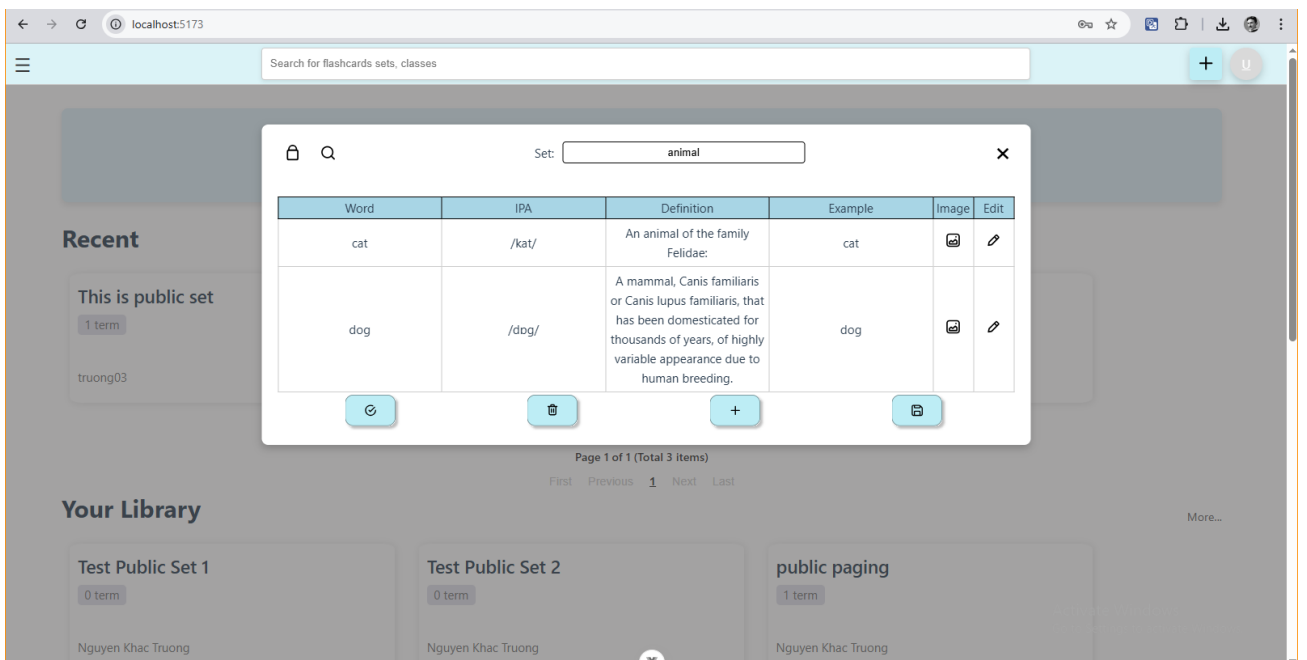 localhost:5173
Search for flashcards sets, classes
+ U
Set: animal
Word IPA Definition Example Image Edit
cat /kat/ An animal of the family
Felidae: cat
dog /dɒg/ A mammal, Canis familiaris
or Canis lupus familiaris, that
has been domesticated for
thousands of years, of highly
variable appearance due to
human breeding. dog
Recent
This is public set
1 term
truong03
Page 1 of 1 (Total 3 items)
First Previous 1 Next Last
Your Library
More...
Test Public Set 1 Test Public Set 2 public paging
0 term 0 term 1 term
Nguyen Khac Truong Nguyen Khac Truong Nguyen Khac Truong